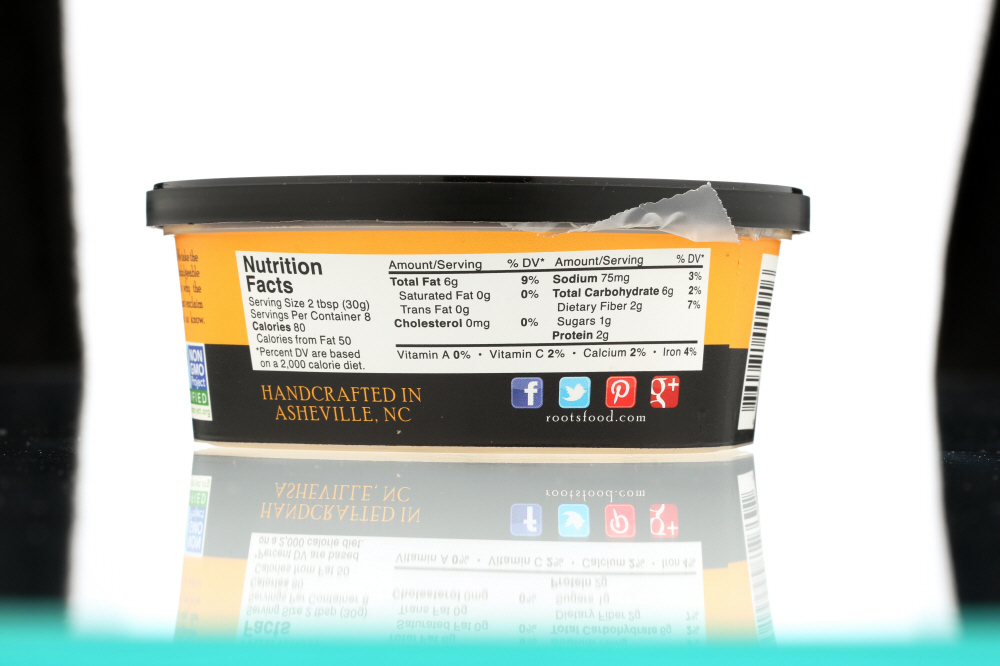 Nutrition
Facts
Serving Size 2 tbsp (30g)
Servings Per Container 8
Calories 80
Calories from Fat 50
*Percent DV are based
on a 2,000 calorie diet.
Amount/Serving % DV*
Total Fat 6g 9%
Saturated Fat 0g 0%
Trans Fat 0g
Cholesterol 0mg 0%
Amount/Serving % DV*
Sodium 75mg 3%
Total Carbohydrate 6g 2%
Dietary Fiber 2g 7%
Sugars 1g
Protein 2g
Vitamin A 0% • Vitamin C 2% • Calcium 2% • Iron 4%
NON
GMO
Project
HANDCRAFTED IN
ASHEVILLE, NC
f
g+
rootsfood.com